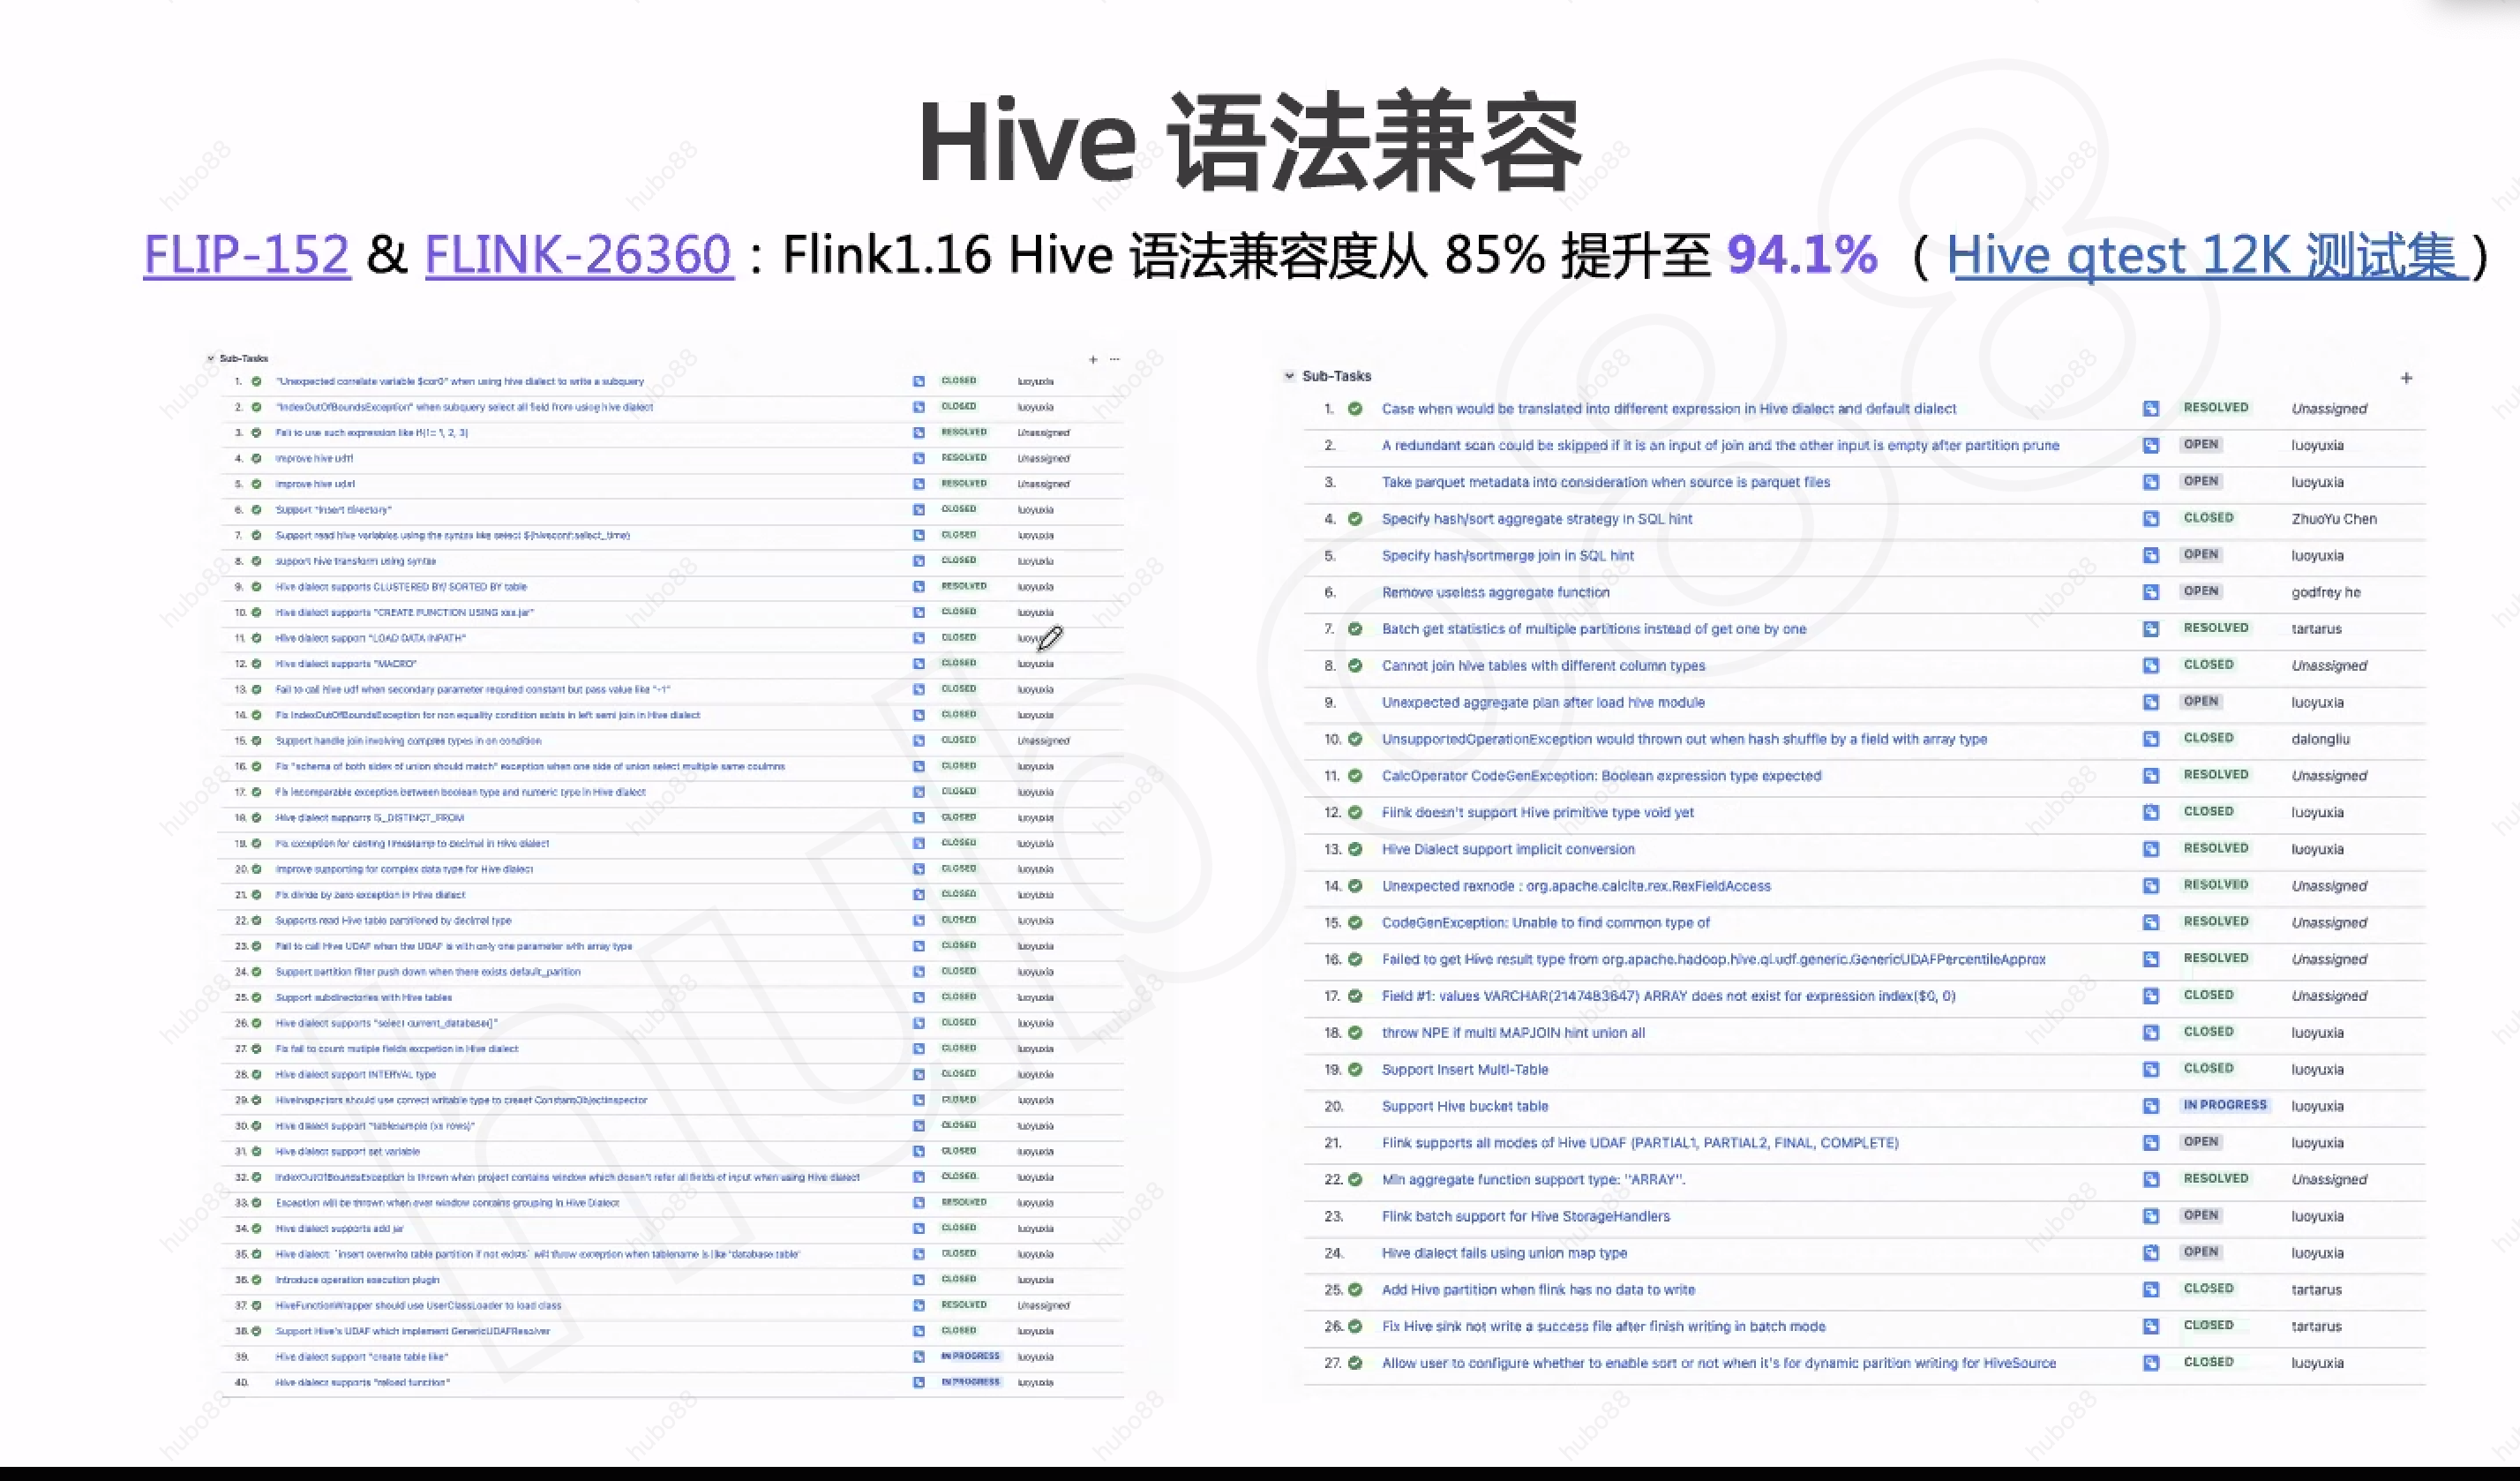 Hive 语法兼容
FLIP-152 & FLINK-26360：Flink1.16 Hive 语法兼容度从 85% 提升至 94.1%（Hive qtest 12K 测试集）
Sub-Tasks
1. "Unexpected correlate variable $cor0" when using hive dialect to write a subquery CLOSED luoyuxia
2. "IndexOutOfBoundsException" when subquery select all field from using hive dialect CLOSED luoyuxia
3. Fail to use such expression like 1, 2, 3) RESOLVED Unassigned
4. Improve hive RESOLVED Unassigned
5. Improve hive RESOLVED Unassigned
6. Support "Insert directory" CLOSED luoyuxia
7. Support read hive variables using the syntax like select ${hiveconf:select_time} CLOSED luoyuxia
8. support hive transform using syntax CLOSED luoyuxia
9. Hive dialect supports CLUSTERED BY/ SORTED BY table RESOLVED luoyuxia
10. Hive dialect supports "CREATE FUNCTION USING xxx.jar" CLOSED luoyuxia
11. Hive dialect support "LOAD DATA INPATH" CLOSED
12. Hive dialect supports "MACRO" CLOSED luoyuxia
13. Fail to call hive udf when secondary parameter required constant but pass value like "-1" CLOSED luoyuxia
14. Fix IndexOutOfBoundsException for non equality condition exists in left semi join in Hive dialect CLOSED luoyuxia
15. Support handle join involving types in on condition CLOSED Unassigned
16. Fix "schema of both sides of union should match" exception when one side of union select multiple same CLOSED luoyuxia
17. Fix incomparable exception between boolean type and numeric type in Hive dialect CLOSED luoyuxia
18. Hive dialect supports IS_DISTINCT_FROM CLOSED luoyuxia
19. Fix exception for casting timestamp to decimal in Hive dialect CLOSED luoyuxia
20. Improve supporting for complex data type for Hive dialect CLOSED luoyuxia
21. Fix divide by zero exception in Hive dialect CLOSED luoyuxia
22. Supports read Hive table partitioned by decimal type CLOSED luoyuxia
23. Fail to call Hive UDAF when the UDAF is with only one parameter with array type CLOSED luoyuxia
24. Support partition filter push down when there exists CLOSED luoyuxia
25. Support subdirectories with Hive tables CLOSED luoyuxia
26. Hive dialect supports "select current_database()" CLOSED luoyuxia
27. Fix fail to count mutiple fields excpetion in Hive dialect CLOSED luoyuxia
28. Hive dialect support INTERVAL type CLOSED luoyuxia
29. HiveInspectors should use correct writable type to CLOSED luoyuxia
30. Hive dialect support "tablesample rows)" CLOSED luoyuxia
31. Hive dialect support set variable CLOSED luoyuxia
32. IndexOutOfBoundsException is thrown when project contains window which dosen't refer all fields of input when using Hive dialect CLOSED luoyuxia
33. Exception will be thrown when over window contains grouping in Hive Dialect RESOLVED luoyuxia
34. Hive dialect supports add jar CLOSED luoyuxia
35. Hive dialect: `insert overwrite table partition if not exists` will throw exception when tablename is like 'database.table' CLOSED luoyuxia
36. Introduce operation execution plugin CLOSED luoyuxia
37. HiveFunctionWrapper should use UserClassLoader to load class RESOLVED Unassigned
38. Support Hive's UDAF which implement GenericUDAFResolver CLOSED luoyuxia
39. Hive dialect support "create table like" IN PROGRESS luoyuxia
40. Hive dialect supports "reload function" IN PROGRESS luoyuxia
Sub-Tasks
1. Case when would be translated into different expression in Hive dialect and default dialect RESOLVED Unassigned
2. A redundant scan could be skipped if it is an input of join and the other input is empty after partition prune OPEN luoyuxia
3. Take parquet metadata into consideration when source is parquet files OPEN luoyuxia
4. Specify hash/sort aggregate strategy in SQL hint CLOSED ZhuoYu Chen
5. Specify hash/sortmerge join in SQL hint OPEN luoyuxia
6. Remove useless aggregate function OPEN godfrey he
7. Batch get statistics of multiple partitions instead of get one by one RESOLVED tartarus
8. Cannot join hive tables with different column types CLOSED Unassigned
9. Unexpected aggregate plan after load hive module OPEN luoyuxia
10. UnsupportedOperationException would thrown out when hash shuffle by a field with array type CLOSED dalongliu
11. CalcOperator CodeGenException: Boolean expression type expected RESOLVED Unassigned
12. Flink doesn't support Hive primitive type void yet CLOSED luoyuxia
13. Hive Dialect support implicit conversion RESOLVED luoyuxia
14. Unexpected rexnode : org.apache.calcite.rex.RexFieldAccess RESOLVED Unassigned
15. CodeGenException: Unable to find common type of RESOLVED Unassigned
16. Failed to get Hive result type from org.apache.hadoop.hive.ql.udf.generic.GenericUDAFPercentileApprox RESOLVED Unassigned
17. Field #1: values VARCHAR(2147483647) ARRAY does not exist for expression index($0, 0) CLOSED Unassigned
18. throw NPE if multi MAPJOIN hint union all CLOSED luoyuxia
19. Support Insert Multi-Table CLOSED luoyuxia
20. Support Hive bucket table IN PROGRESS luoyuxia
21. Flink supports all modes of Hive UDAF (PARTIAL1, PARTIAL2, FINAL, COMPLETE) OPEN luoyuxia
22. Min aggregate function support type: ''ARRAY''. RESOLVED Unassigned
23. Flink batch support for Hive StorageHandlers OPEN luoyuxia
24. Hive dialect fails using union map type OPEN luoyuxia
25. Add Hive partition when flink has no data to write CLOSED tartarus
26. Fix Hive sink not write a success file after finish writing in batch mode CLOSED tartarus
27. Allow user to configure whether to enable sort or not when it's for dynamic parition writing for HiveSource CLOSED luoyuxia
hubo88